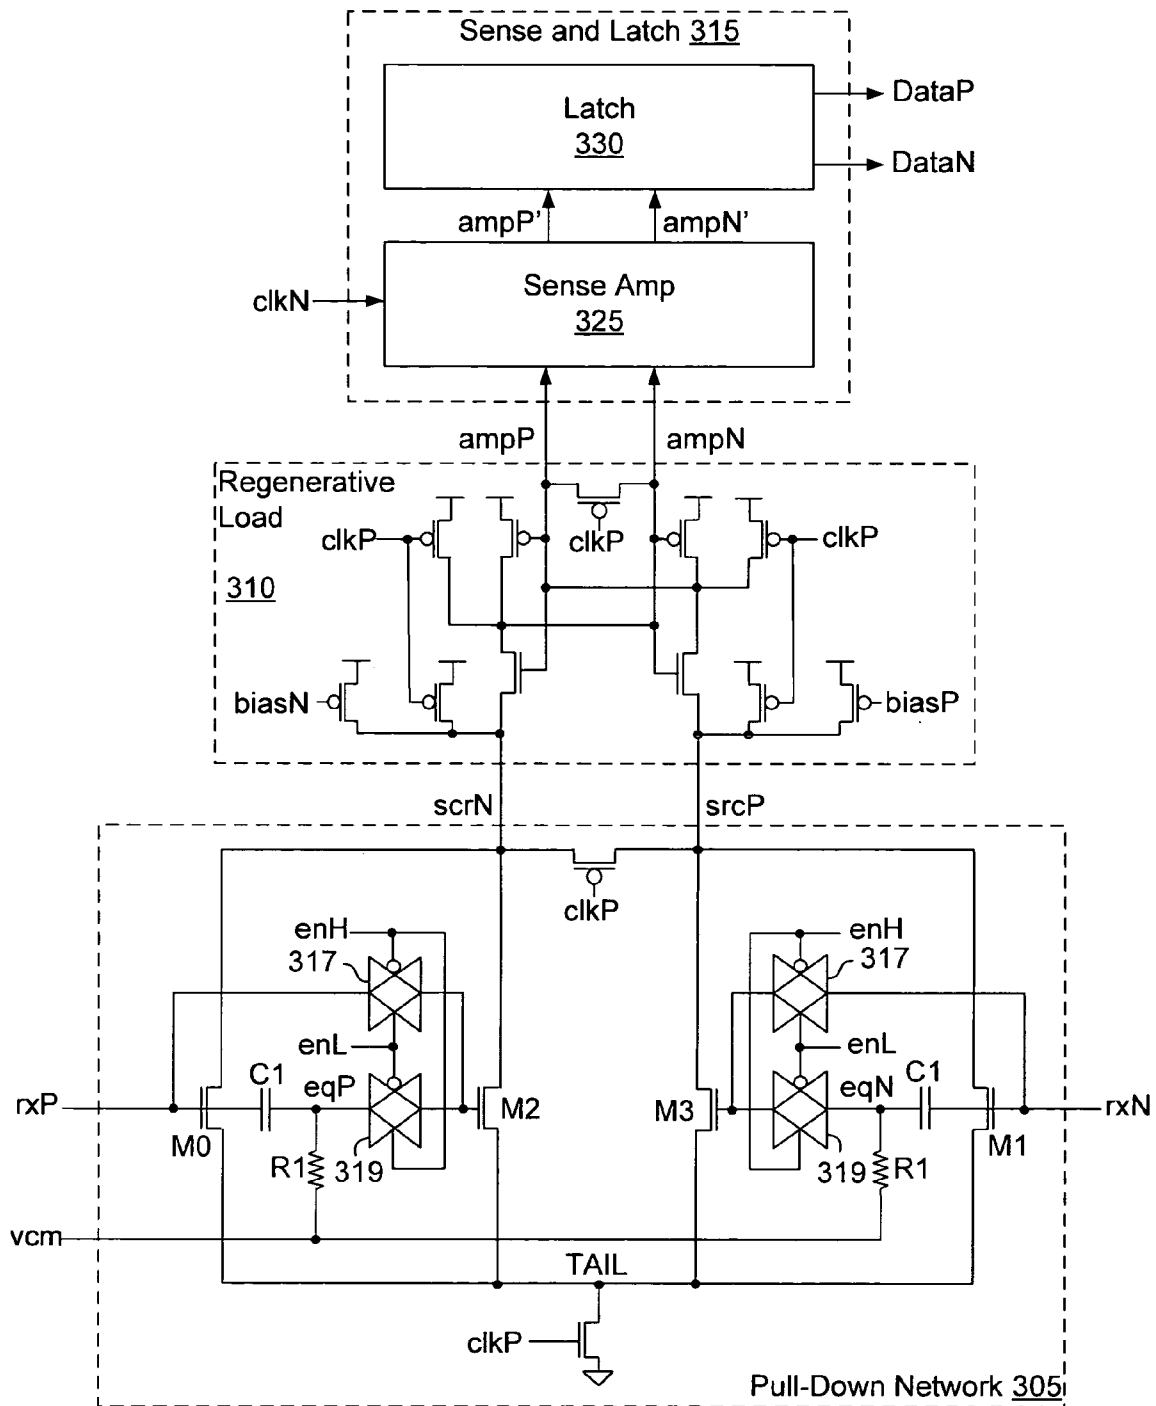 Sense and Latch 315
Latch
330
DataP
DataN
ampP’
ampN’
clkN
Sense Amp
325
ampP
ampN
Regenerative
Load
310
clkP
clkP
clkP
biasN
biasP
scrN
srcP
clkP
enH
317
enH
317
enL
enL
C1
eqP
eqN
C1
rxP
M0
M2
M3
M1
rxN
R1
319
319
R1
vcm
TAIL
clkP
Pull-Down Network 305